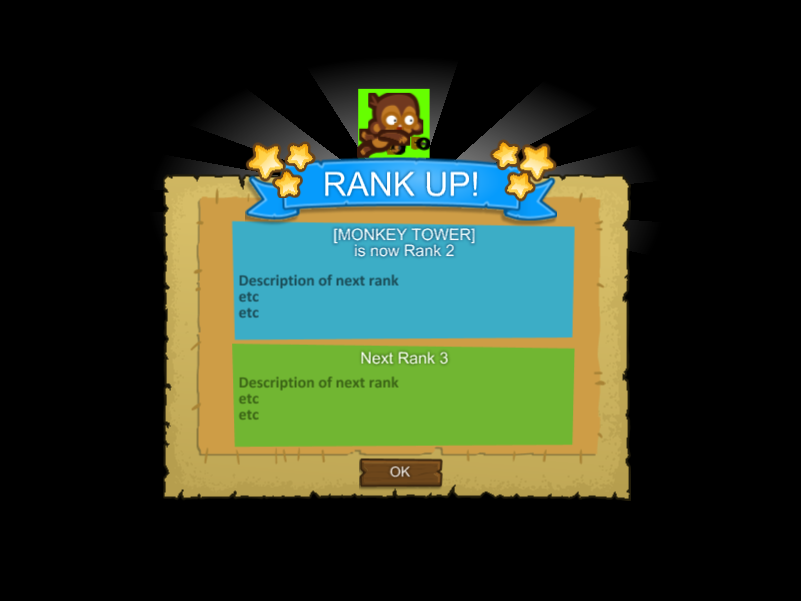 RANK UP!
[MONKEY TOWER]
is now Rank 2
Description of next rank
etc
etc
Next Rank 3
Description of next rank
etc
etc
OK